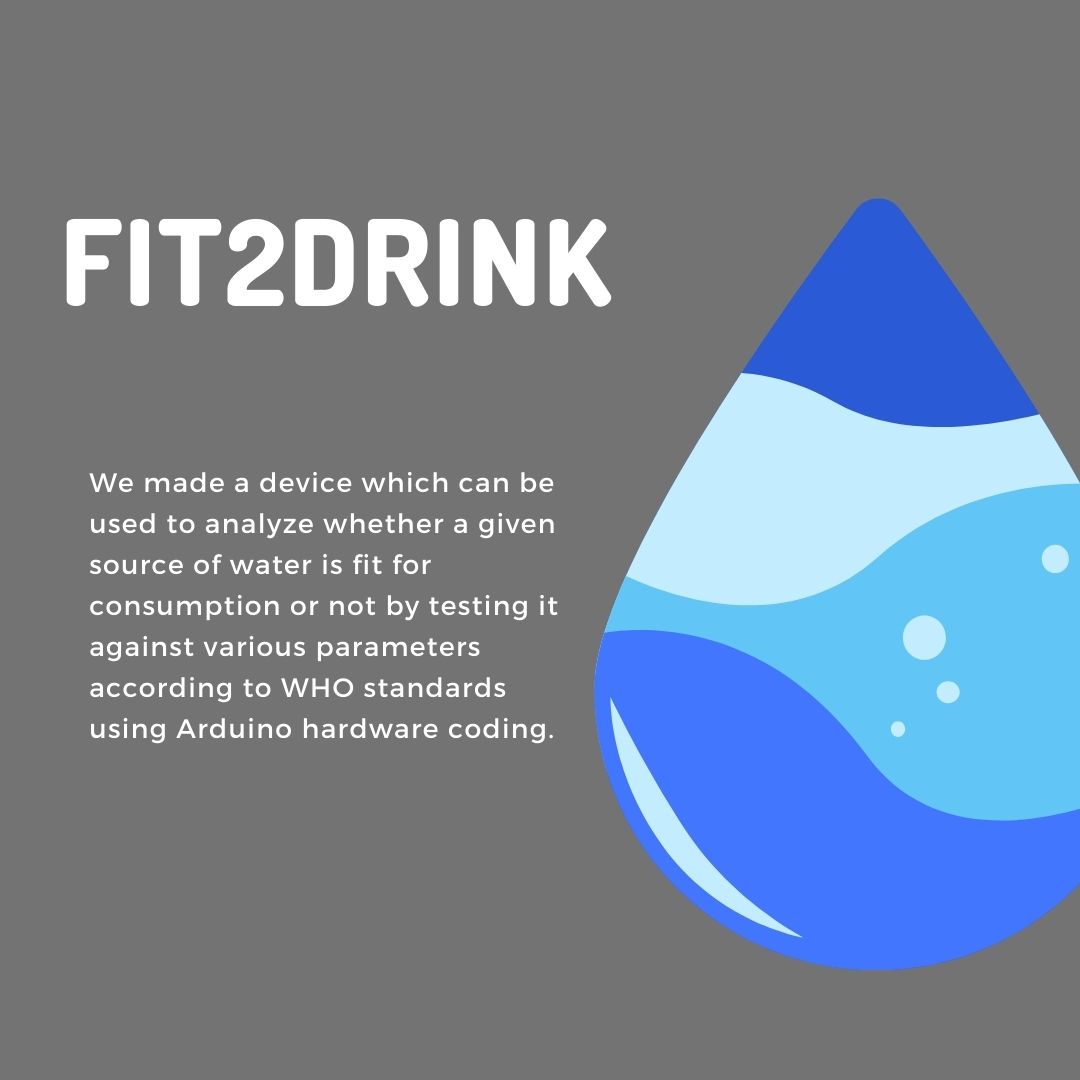 FIT2DRINK
We made a device which can be
used to analyze whether a given
source of water is fit for
consumption or not by testing it
against various parameters
according to WHO standards
using Arduino hardware coding.